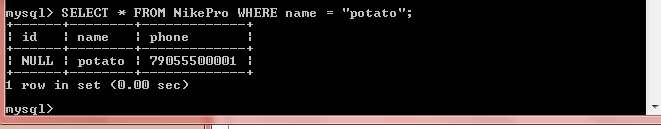 mysql> SELECT * FROM NikePro WHERE name = "potato";
+------+--------+-------------+
| id   | name   | phone       |
+------+--------+-------------+
| NULL | potato | 79055500001 |
+------+--------+-------------+
1 row in set (0.00 sec)
mysql>